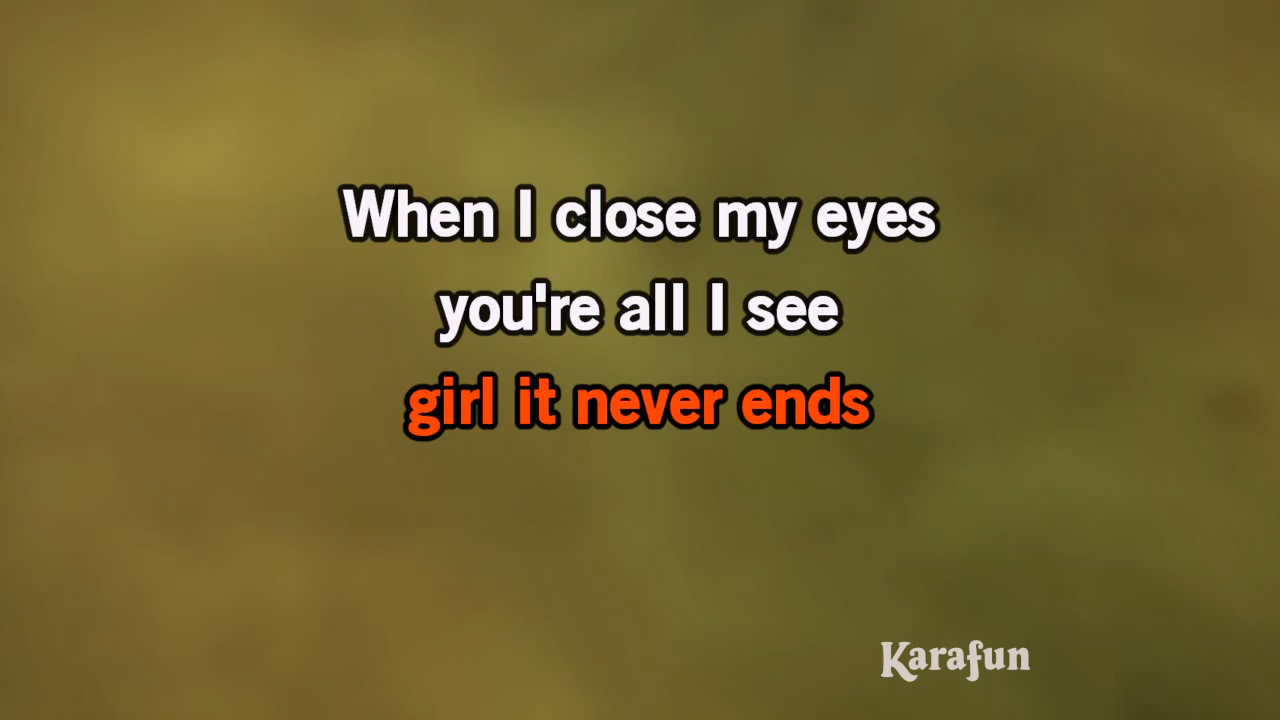 When I close my eyes
you're all I see
girl it never ends
Karafun